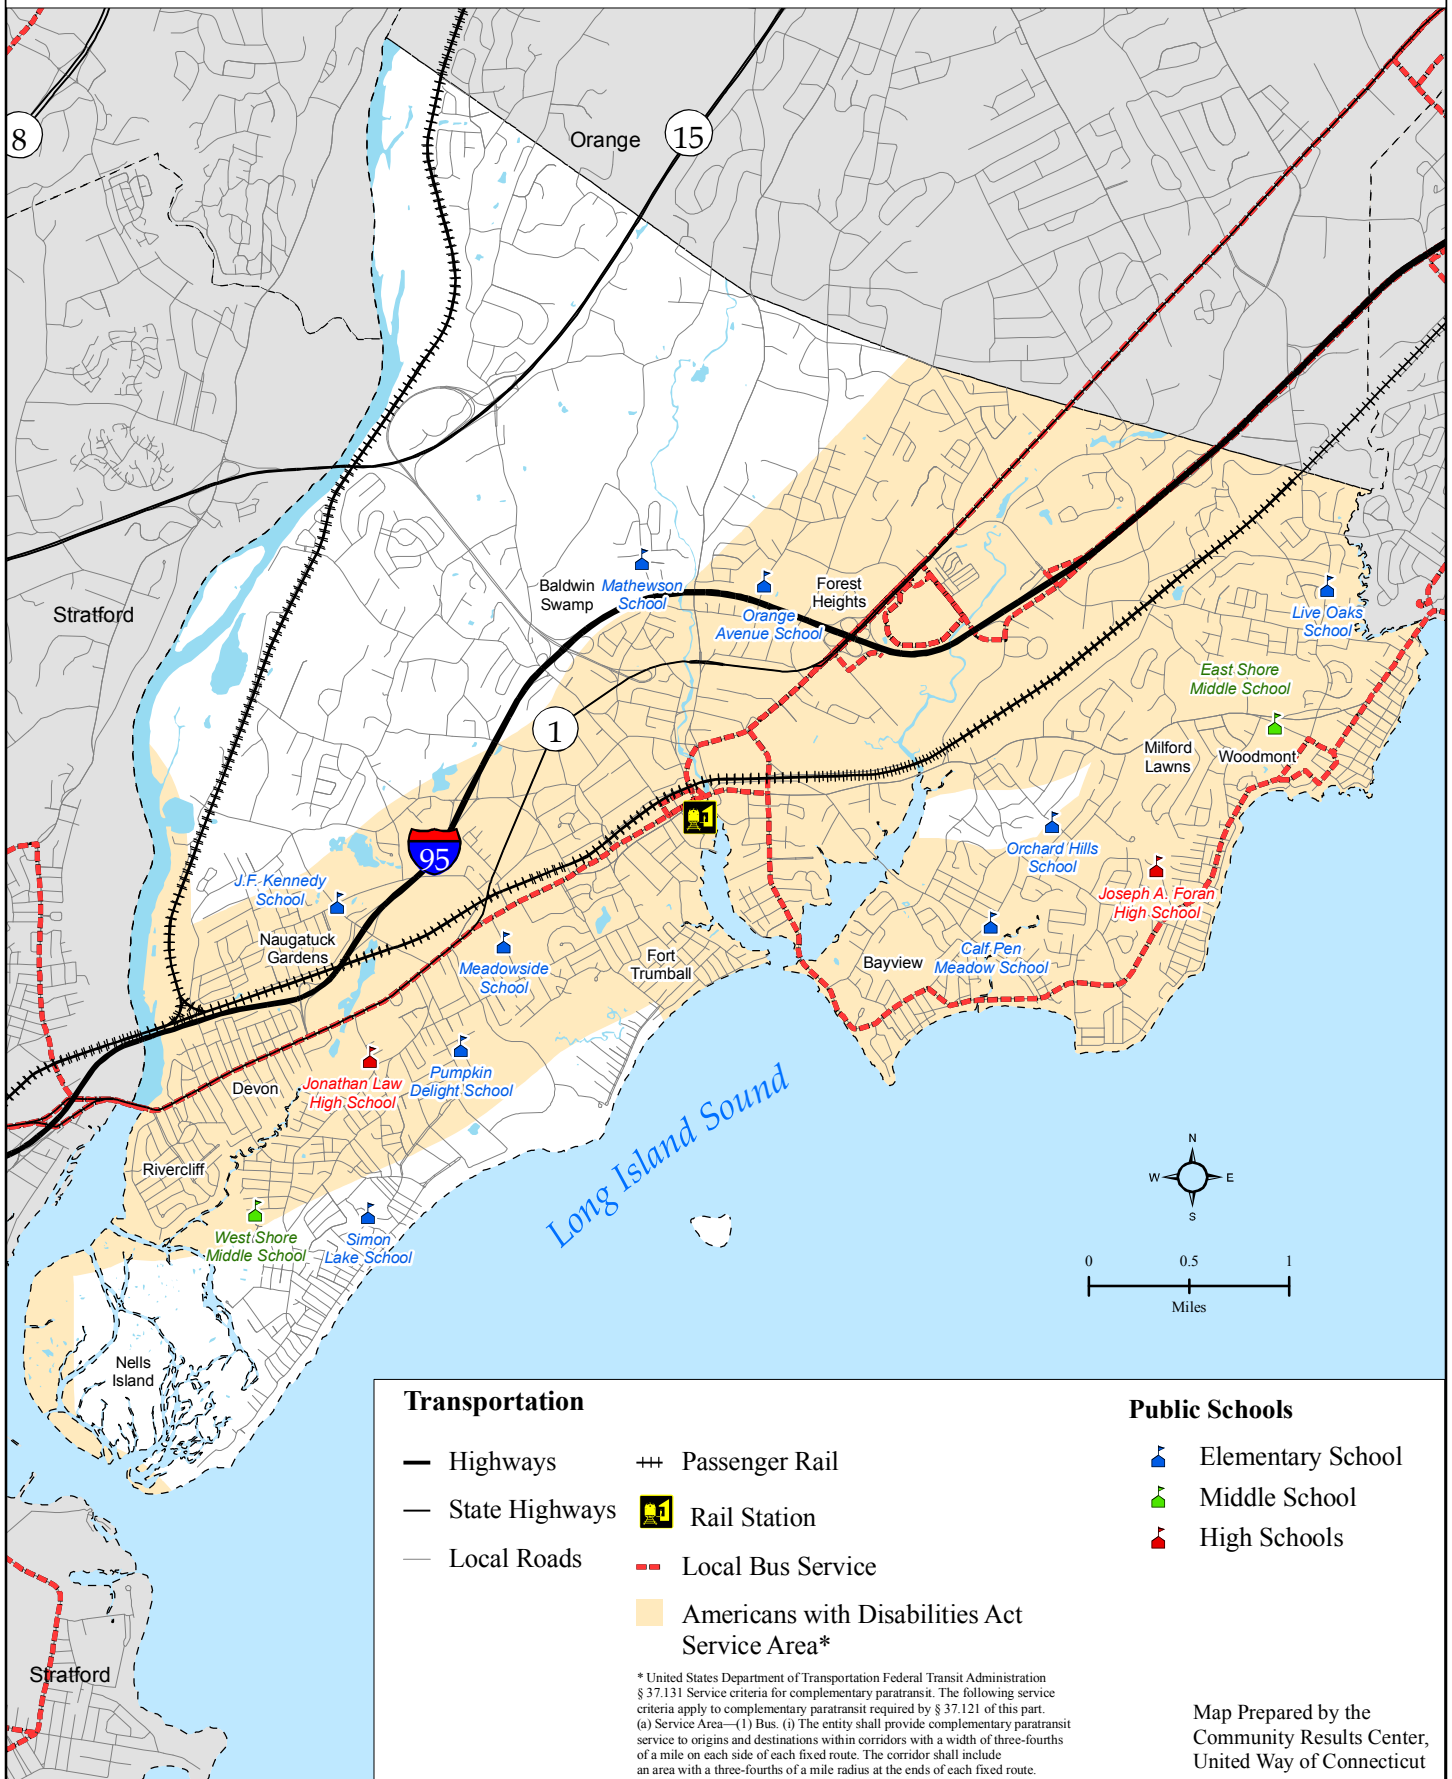 8
Orange
15
Stratford
Baldwin
Swamp
Mathewson
School
Orange
Avenue School
Forest
Heights
Live Oaks
School
East Shore
Middle School
1
Milford
Lawns
Woodmont
95
Orchard Hills
School
J.F. Kennedy
School
Joseph A. Foran
High School
Naugatuck
Gardens
Meadowside
School
Fort
Trumball
Bayview
Calf Pen
Meadow School
Devon
Jonathan Law
High School
Pumpkin
Delight School
Long Island Sound
Rivercliff
West Shore
Middle School
Simon
Lake School
N
W
E
S
0
0.5
1
Miles
Nells
Island
Stratford
Transportation
Highways
State Highways
Local Roads
Passenger Rail
Rail Station
Local Bus Service
Americans with Disabilities Act
Service Area*
* United States Department of Transportation Federal Transit Administration
§ 37.131 Service criteria for complementary paratransit. The following service
criteria apply to complementary paratransit required by § 37.121 of this part.
(a) Service Area—(1) Bus. (i) The entity shall provide complementary paratransit
service to origins and destinations within corridors with a width of three-fourths
of a mile on each side of each fixed route. The corridor shall include
an area with a three-fourths of a mile radius at the ends of each fixed route.
Public Schools
Elementary School
Middle School
High Schools
Map Prepared by the
Community Results Center,
United Way of Connecticut